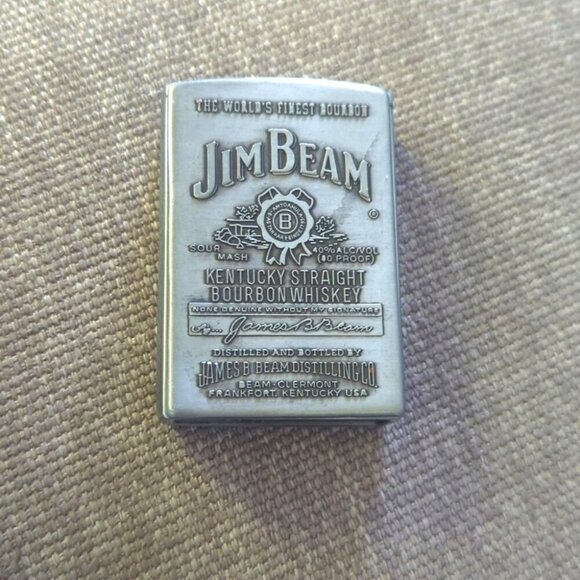 THE WORLD'S FINEST BOURBON
JIM BEAM
B
©
SOUR MASH
40% ALC/VOL (80 PROOF)
KENTUCKY STRAIGHT
BOURBON WHISKEY
NONE GENUINE WITHOUT MY SIGNATURE
James B. Beam
DISTILLED AND BOTTLED BY
JAMES B BEAM DISTILLING CO.
BEAM-CLERMONT
FRANKFORT, KENTUCKY USA